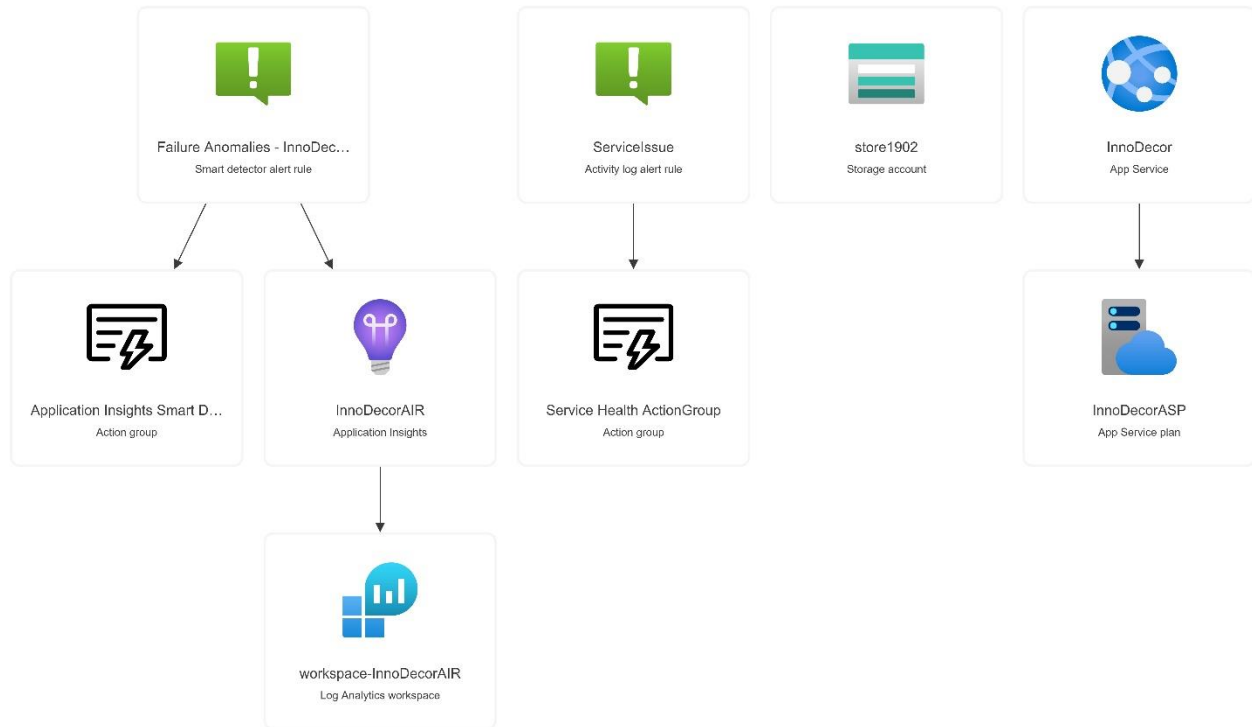 Failure Anomalies - InnoDec...
Smart detector alert rule
ServiceIssue
Activity log alert rule
store1902
Storage account
InnoDecor
App Service
Application Insights Smart D...
Action group
InnoDecorAIR
Application Insights
Service Health ActionGroup
Action group
InnoDecorASP
App Service plan
workspace-InnoDecorAIR
Log Analytics workspace